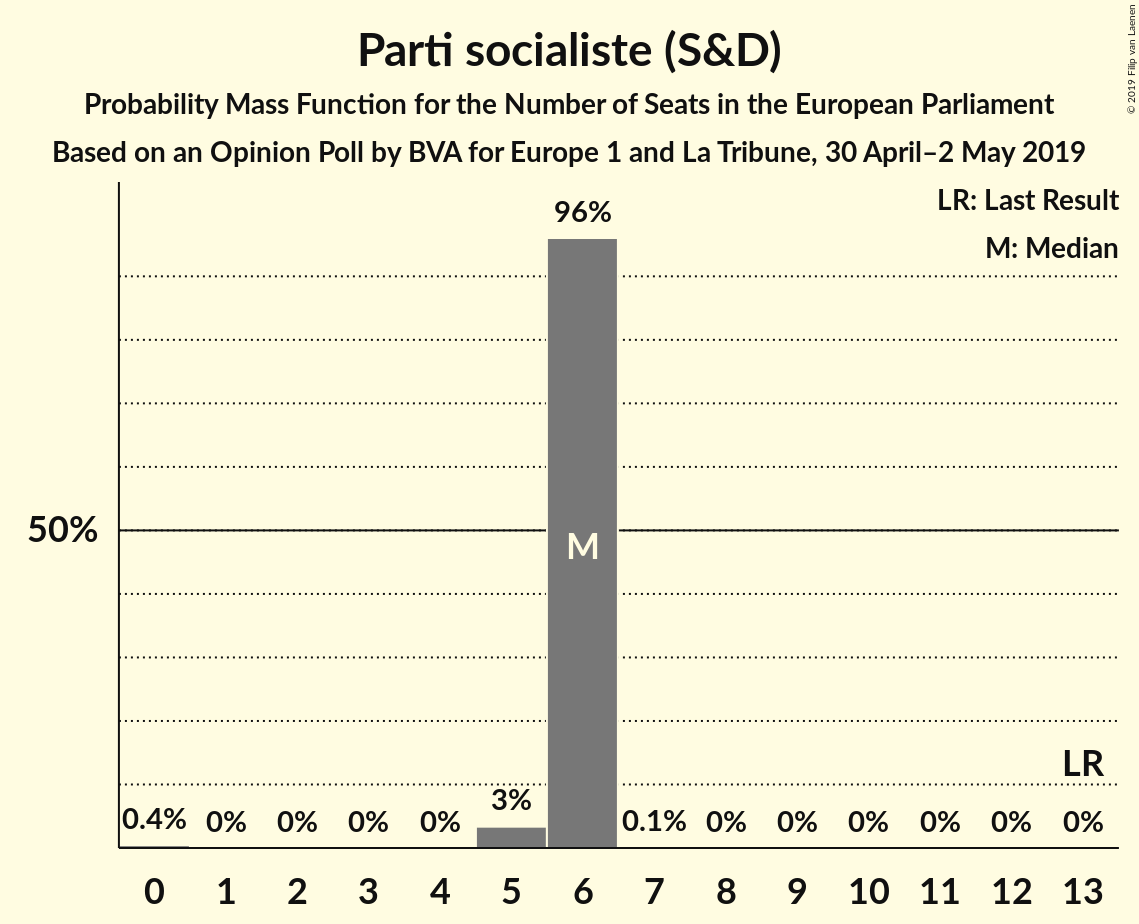 Parti socialiste (S&D)
Probability Mass Function for the Number of Seats in the European Parliament
Based on an Opinion Poll by BVA for Europe 1 and La Tribune, 30 April–2 May 2019
© 2019 Filip van Laenen
LR: Last Result
M: Median
96%
50%
M
LR
0.4% 0% 0% 0% 0% 3% 0.1% 0% 0% 0% 0% 0% 0%
0 1 2 3 4 5 6 7 8 9 10 11 12 13